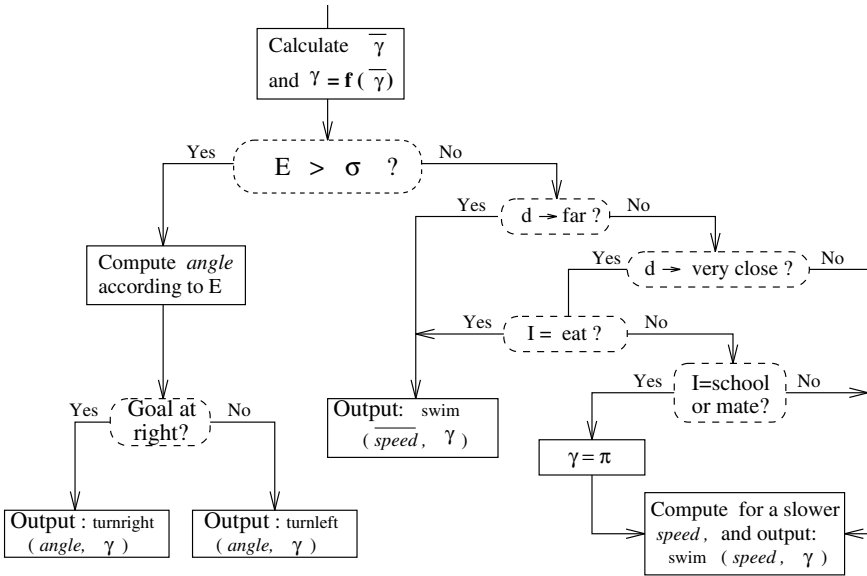 Calculate γ̅
and γ = f ( γ̅ )
Yes
E > σ ?
No
Yes
d → far ?
No
Compute angle
according to E
Yes
d → very close ?
No
Yes
I = eat ?
No
Yes
I=school
or mate?
No
Yes
Goal at
right?
No
Output: swim
( s̅p̅e̅e̅d̅, γ )
γ = π
Output : turnright
( angle, γ )
Output : turnleft
( angle, γ )
Compute for a slower
speed, and output:
swim ( speed, γ )